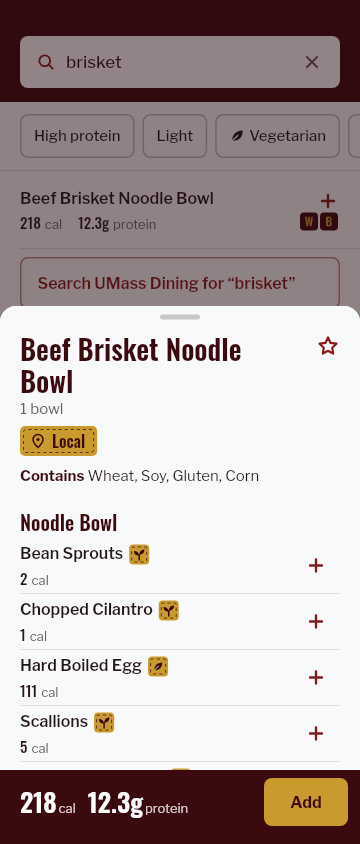 brisket
High protein
Light
Vegetarian
Beef Brisket Noodle Bowl
218 cal 12.3g protein
W B
Search UMass Dining for “brisket”
Beef Brisket Noodle
Bowl
1 bowl
Local
Contains Wheat, Soy, Gluten, Corn
Noodle Bowl
Bean Sprouts
2 cal
Chopped Cilantro
1 cal
Hard Boiled Egg
111 cal
Scallions
5 cal
218 cal 12.3g protein
Add